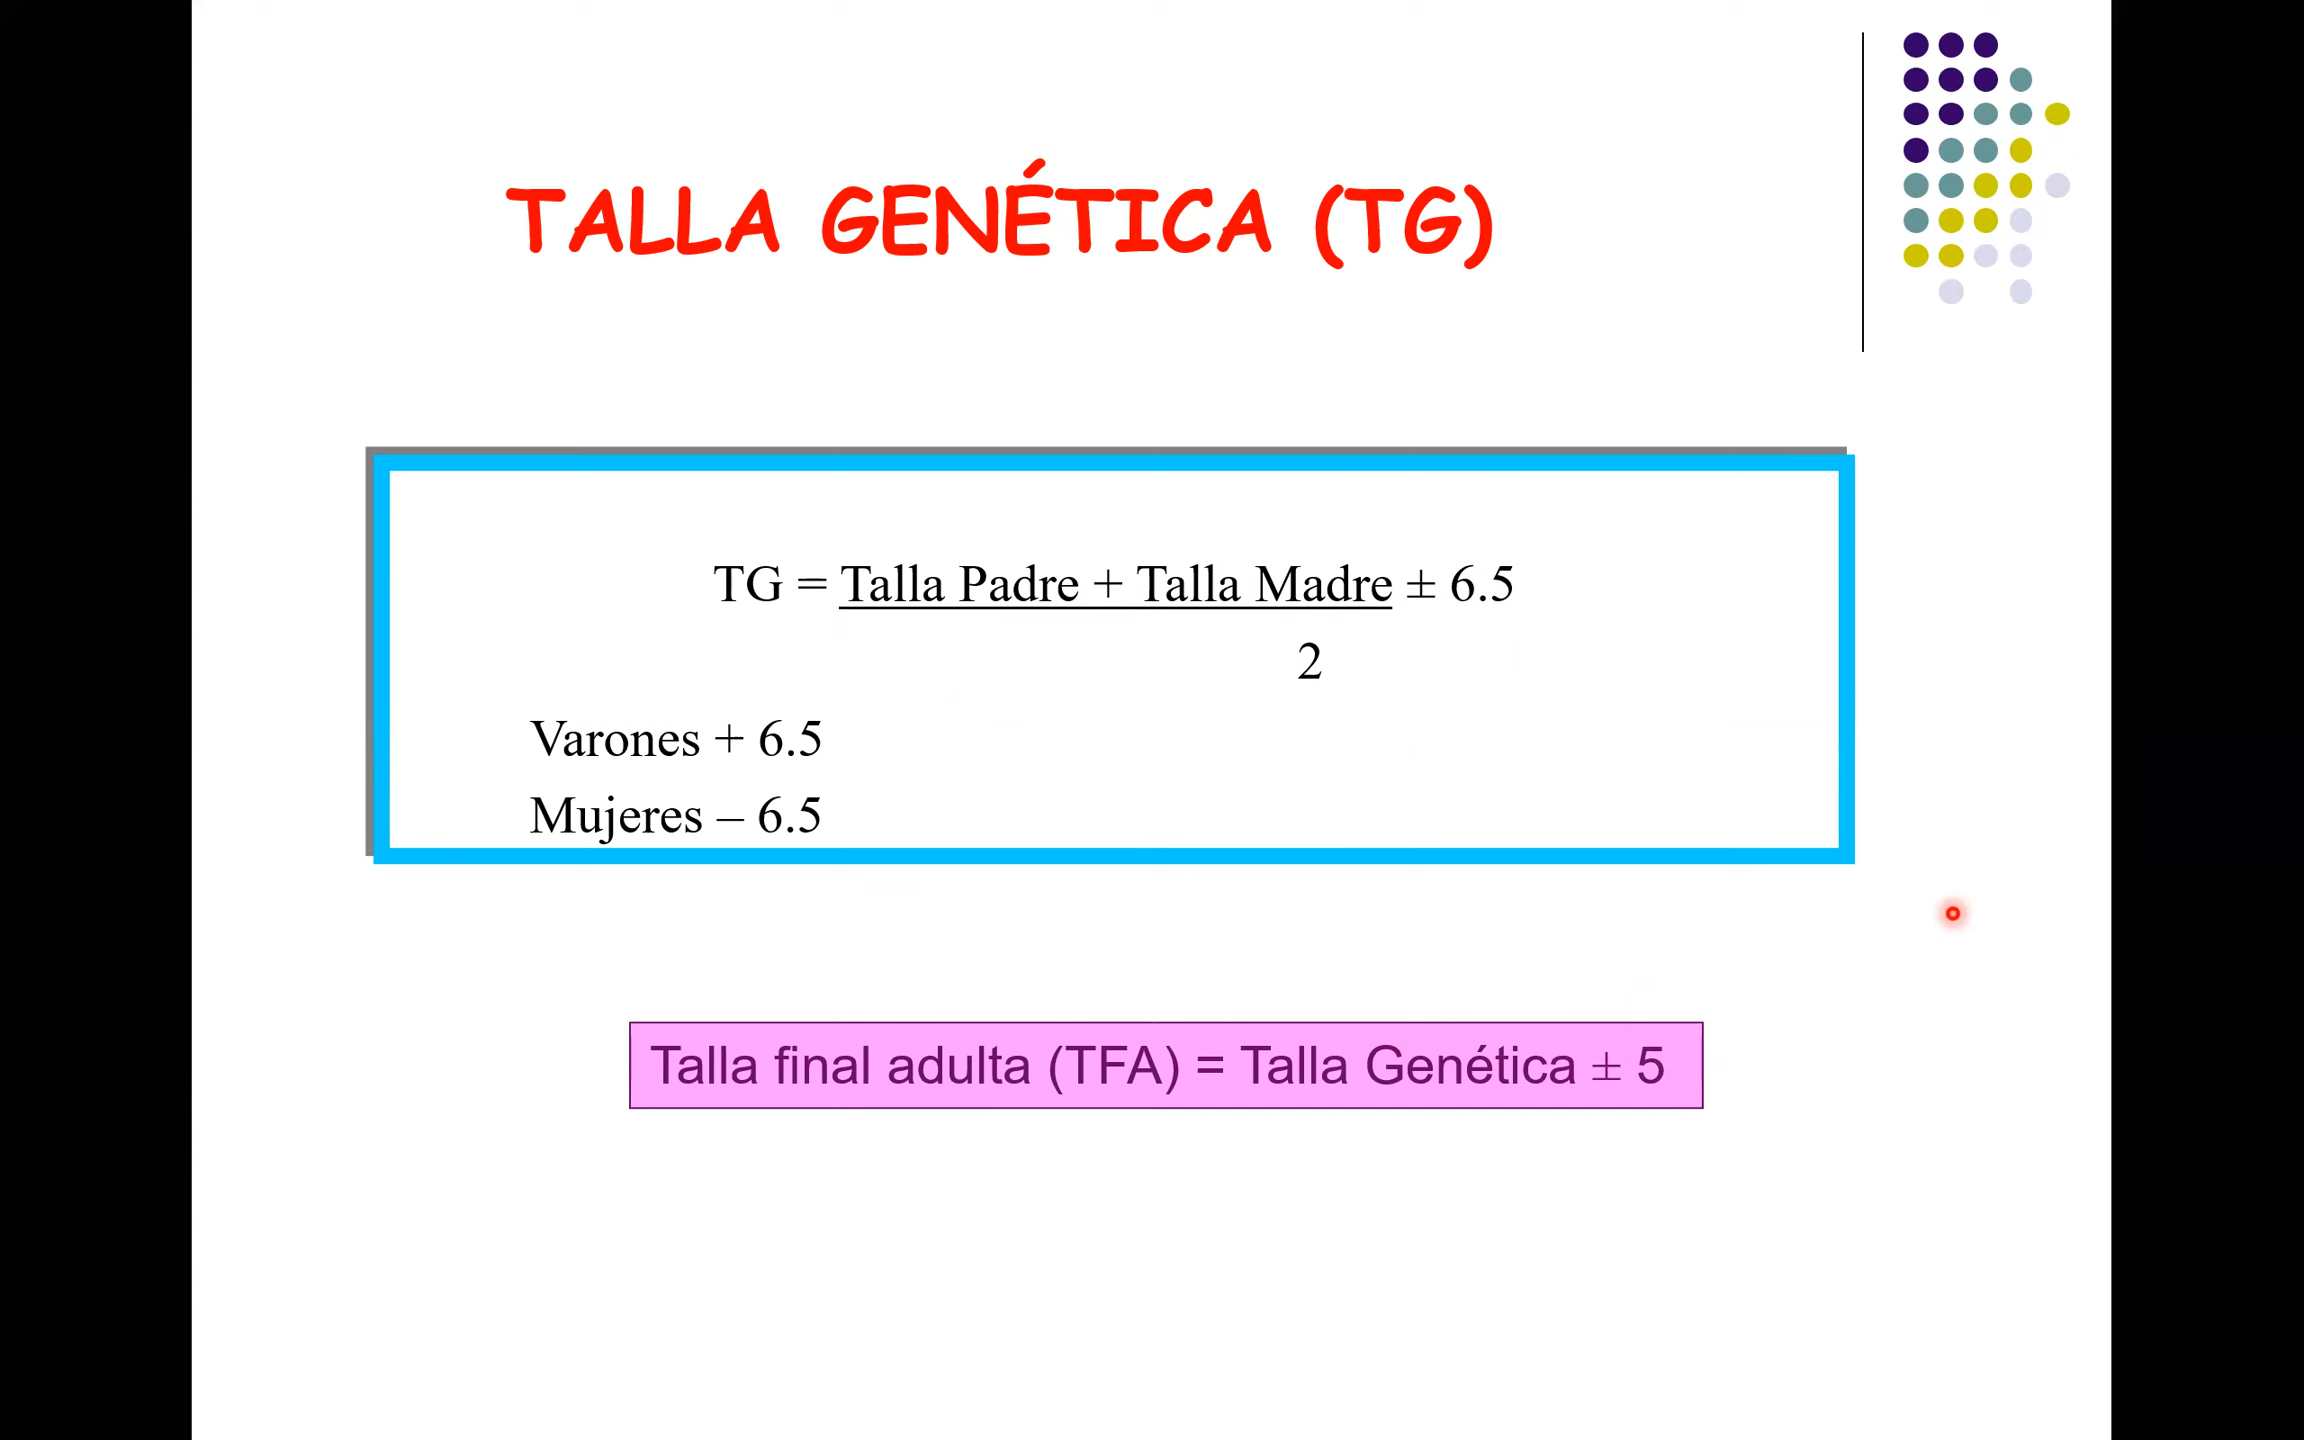 TALLA GENÉTICA (TG)
TG = Talla Padre + Talla Madre ± 6.5
2
Varones + 6.5
Mujeres – 6.5
Talla final adulta (TFA) = Talla Genética ± 5